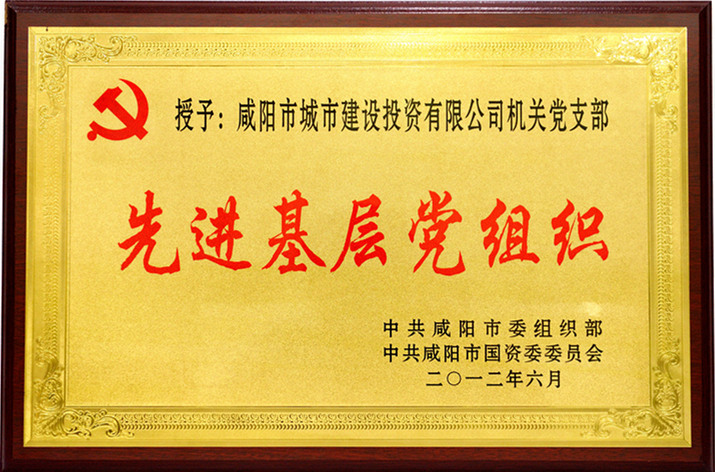 授予：咸阳市城市建设投资有限公司机关党支部
先进基层党组织
中共咸阳市委组织部
中共咸阳市国资委委员会
二〇一二年六月